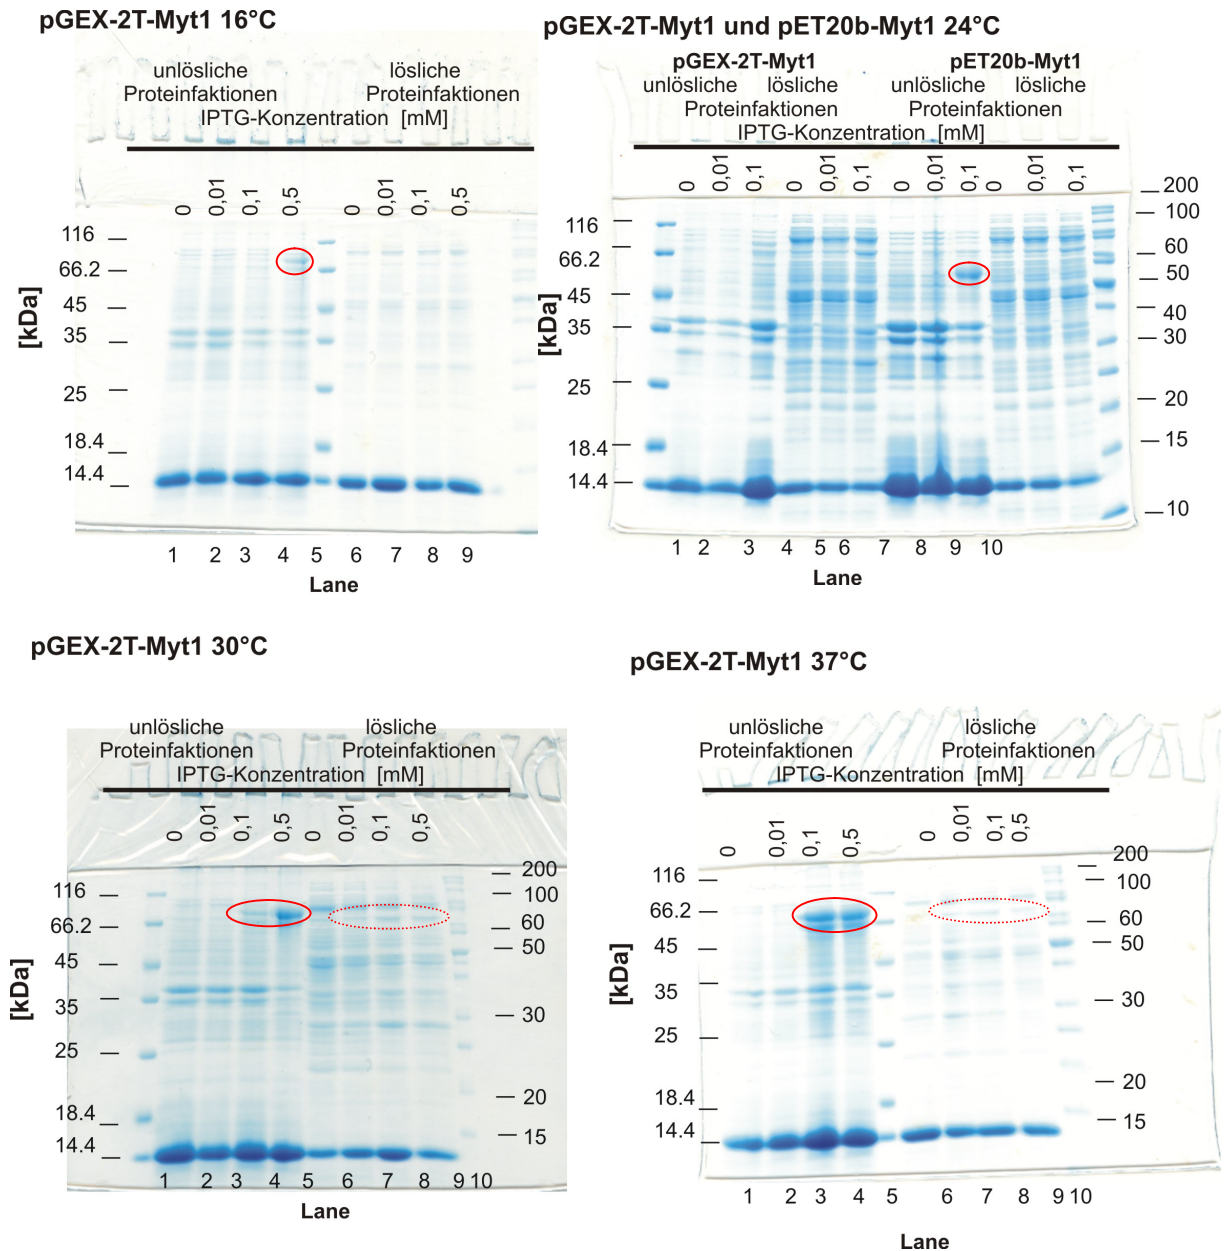 pGEX-2T-Myt1 16°C
unlösliche lösliche
Proteinfaktionen Proteinfaktionen
IPTG-Konzentration [mM]
0 0,01 0,1 0,5 0 0,01 0,1 0,5
116
66.2
45
35
25
18.4
14.4
[kDa]
1 2 3 4 5 6 7 8 9
Lane
pGEX-2T-Myt1 und pET20b-Myt1 24°C
pGEX-2T-Myt1 pET20b-Myt1
unlösliche lösliche unlösliche lösliche
Proteinfaktionen Proteinfaktionen
IPTG-Konzentration [mM]
0 0,01 0,1 0 0,01 0,1 0 0,01 0,1 0 0,01 0,1
116
66.2
45
35
25
18.4
14.4
[kDa]
200
100
60
50
40
30
20
15
10
1 2 3 4 5 6 7 8 9 10
Lane
pGEX-2T-Myt1 30°C
unlösliche lösliche
Proteinfaktionen Proteinfaktionen
IPTG-Konzentration [mM]
0 0,01 0,1 0,5 0 0,01 0,1 0,5
116
66.2
45
35
25
18.4
14.4
[kDa]
200
100
60
50
30
20
15
1 2 3 4 5 6 7 8 9 10
Lane
pGEX-2T-Myt1 37°C
unlösliche lösliche
Proteinfaktionen Proteinfaktionen
IPTG-Konzentration [mM]
0 0,01 0,1 0,5 0 0,01 0,1 0,5
116
66.2
45
35
25
18.4
14.4
[kDa]
200
100
60
50
30
20
15
1 2 3 4 5 6 7 8 9 10
Lane